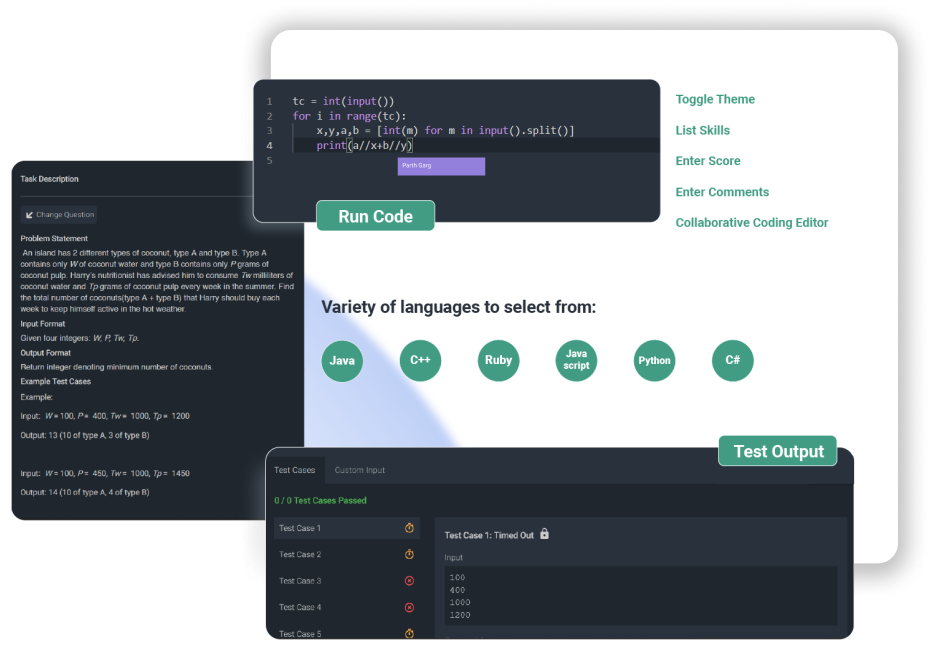 1 tc = int(input())
2 for i in range(tc):
3 x,y,a,b = [int(m) for m in input().split()]
4 print(a//x+b//y)
5
Parth Garg
Run Code
Toggle Theme
List Skills
Enter Score
Enter Comments
Collaborative Coding Editor
Task Description
Change Question
Problem Statement
An island has 2 different types of coconut, type A and type B. Type A
contains only W of coconut water and type B contains only P grams of
coconut pulp. Harry's nutritionist has advised him to consume Tw milliliters of
coconut water and Tp grams of coconut pulp every week in the summer. Find
the total number of coconuts(type A + type B) that Harry should buy each
week to keep himself active in the hot weather.
Input Format
Given four integers: W, P, Tw, Tp.
Output Format
Return integer denoting minimum number of coconuts.
Example Test Cases
Example:
Input: W = 100, P = 400, Tw = 1000, Tp = 1200
Output: 13 (10 of type A, 3 of type B)
Input: W = 100, P = 450, Tw = 1000, Tp = 1450
Output: 14 (10 of type A, 4 of type B)
Variety of languages to select from:
Java
C++
Ruby
Java
script
Python
C#
Test Output
Test Cases
Custom Input
0 / 0 Test Cases Passed
Test Case 1
Test Case 2
Test Case 3
Test Case 4
Test Case 5
Test Case 1: Timed Out
Input
100
400
1000
1200